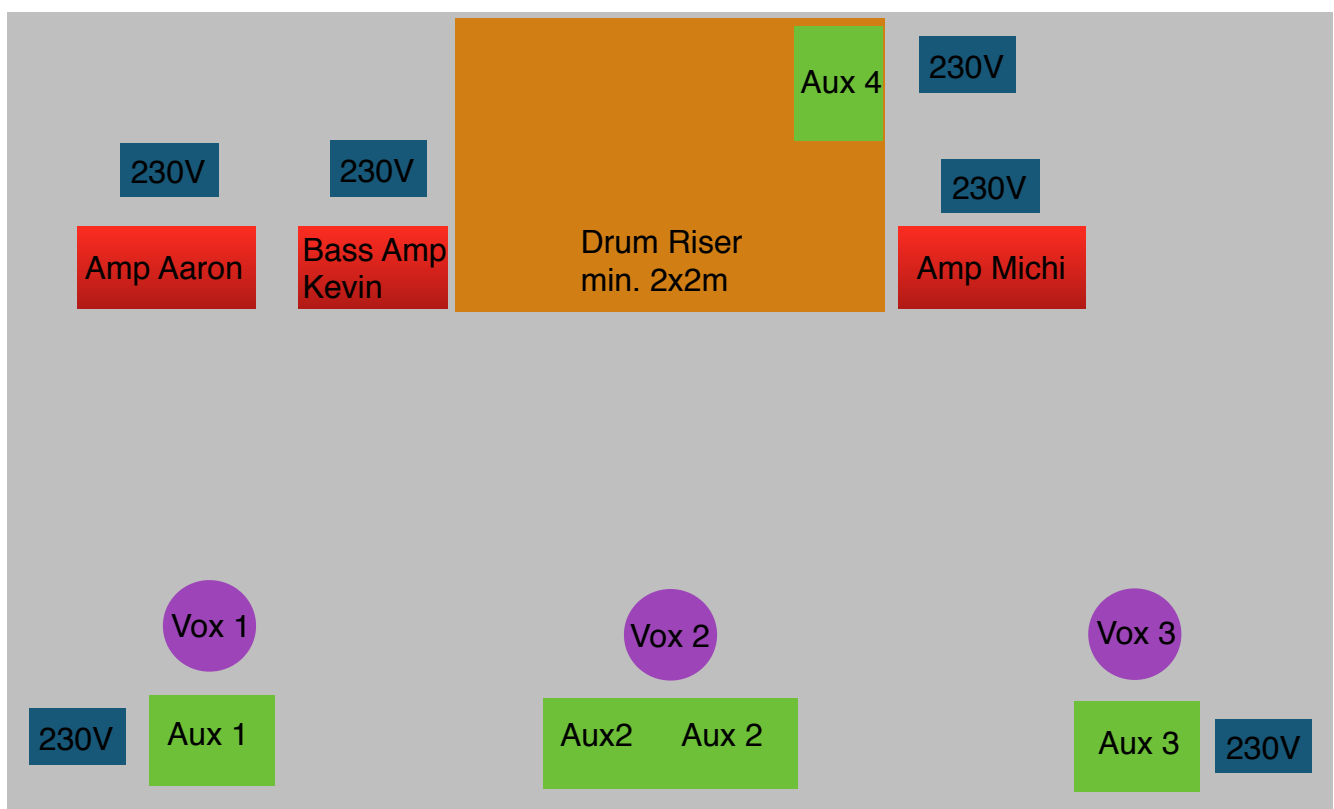 Aux 4
230V
230V
230V
230V
Amp Aaron
Bass Amp
Kevin
Drum Riser
min. 2x2m
Amp Michi
Vox 1
Vox 2
Vox 3
230V
Aux 1
Aux2 Aux 2
Aux 3
230V